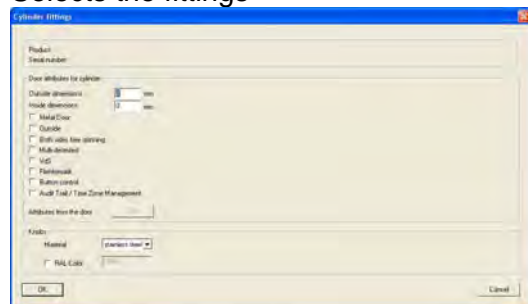 Selects the fittings
Cylinder fittings
Product
Serial number
Door attributes for cylinder
Outside dimensions mm
Inside dimensions mm
Metal Door
Outside
Both sides free spinning
Multi-detented
VdS
Button control
Audit Trail / Time Zone Management
Attributes from the door
Knobs
Material stainless steel
RAL-Color
OK
Cancel